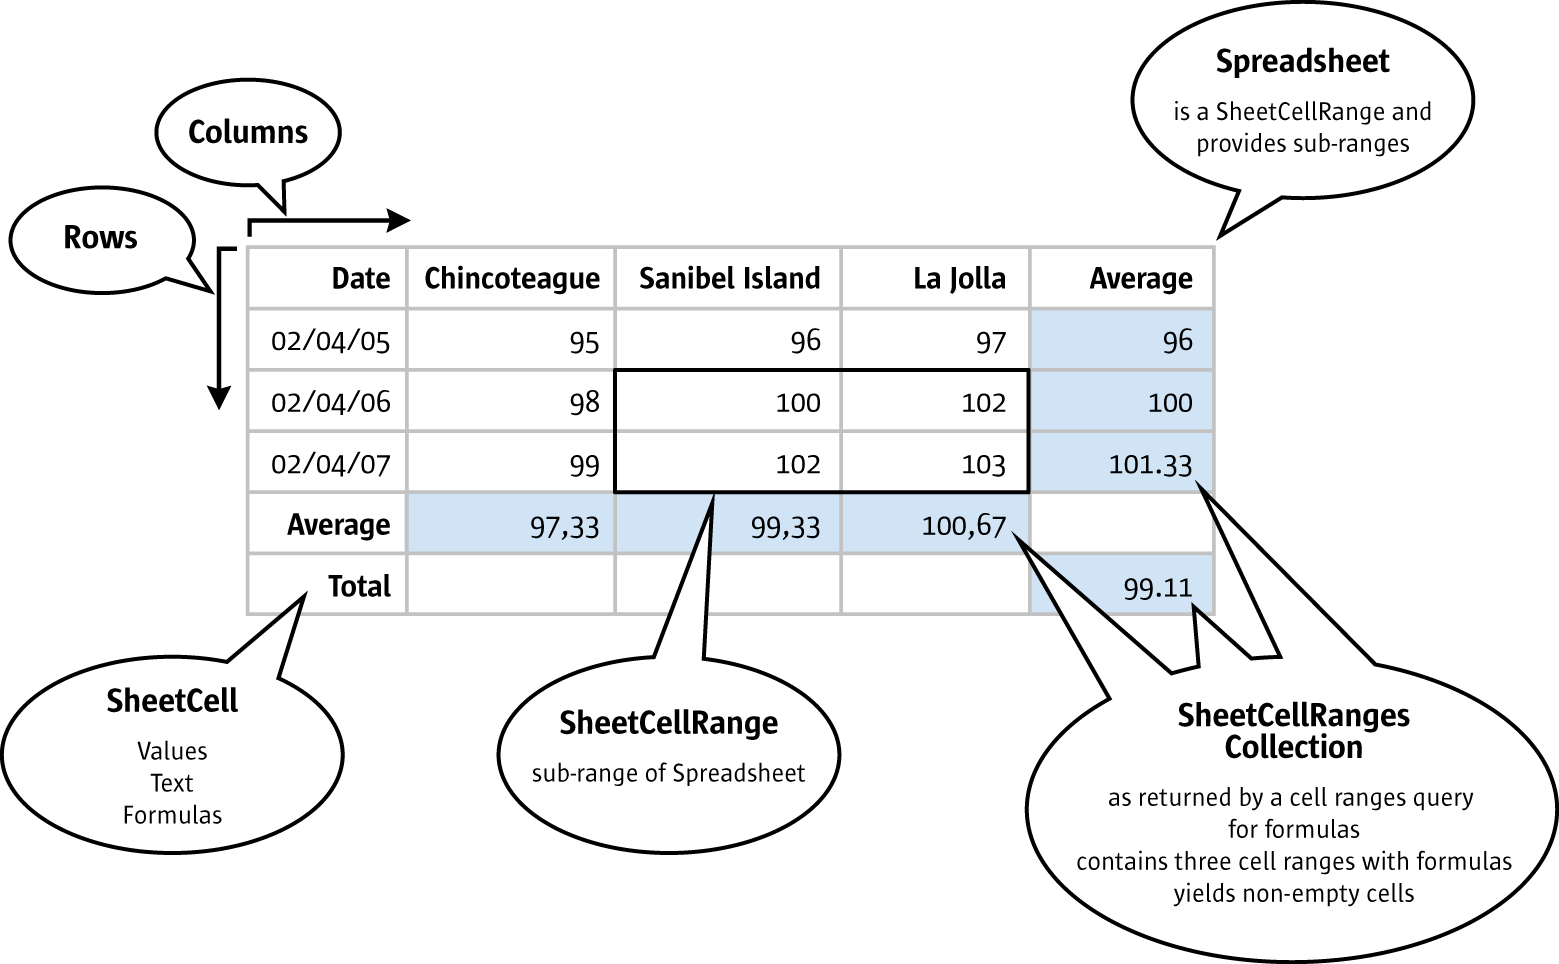 Spreadsheet
is a SheetCellRange and
provides sub-ranges
Columns
Rows
Date Chincoteague Sanibel Island La Jolla Average
02/04/05 95 96 97 96
02/04/06 98 100 102 100
02/04/07 99 102 103 101.33
Average 97,33 99,33 100,67
Total 99.11
SheetCell
Values
Text
Formulas
SheetCellRange
sub-range of Spreadsheet
SheetCellRanges
Collection
as returned by a cell ranges query
for formulas
contains three cell ranges with formulas
yields non-empty cells